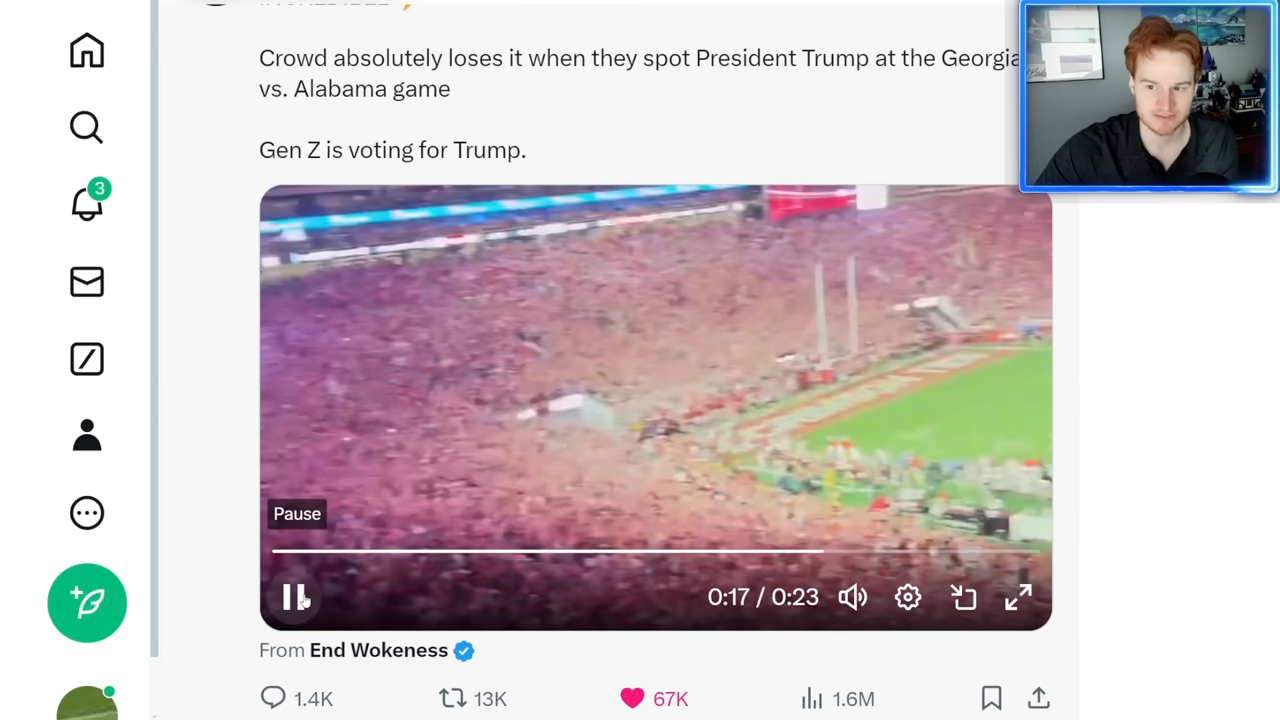 Crowd absolutely loses it when they spot President Trump at the Georgia
vs. Alabama game
Gen Z is voting for Trump.
3
Pause
0:17 / 0:23
From End Wokeness
1.4K
13K
67K
1.6M